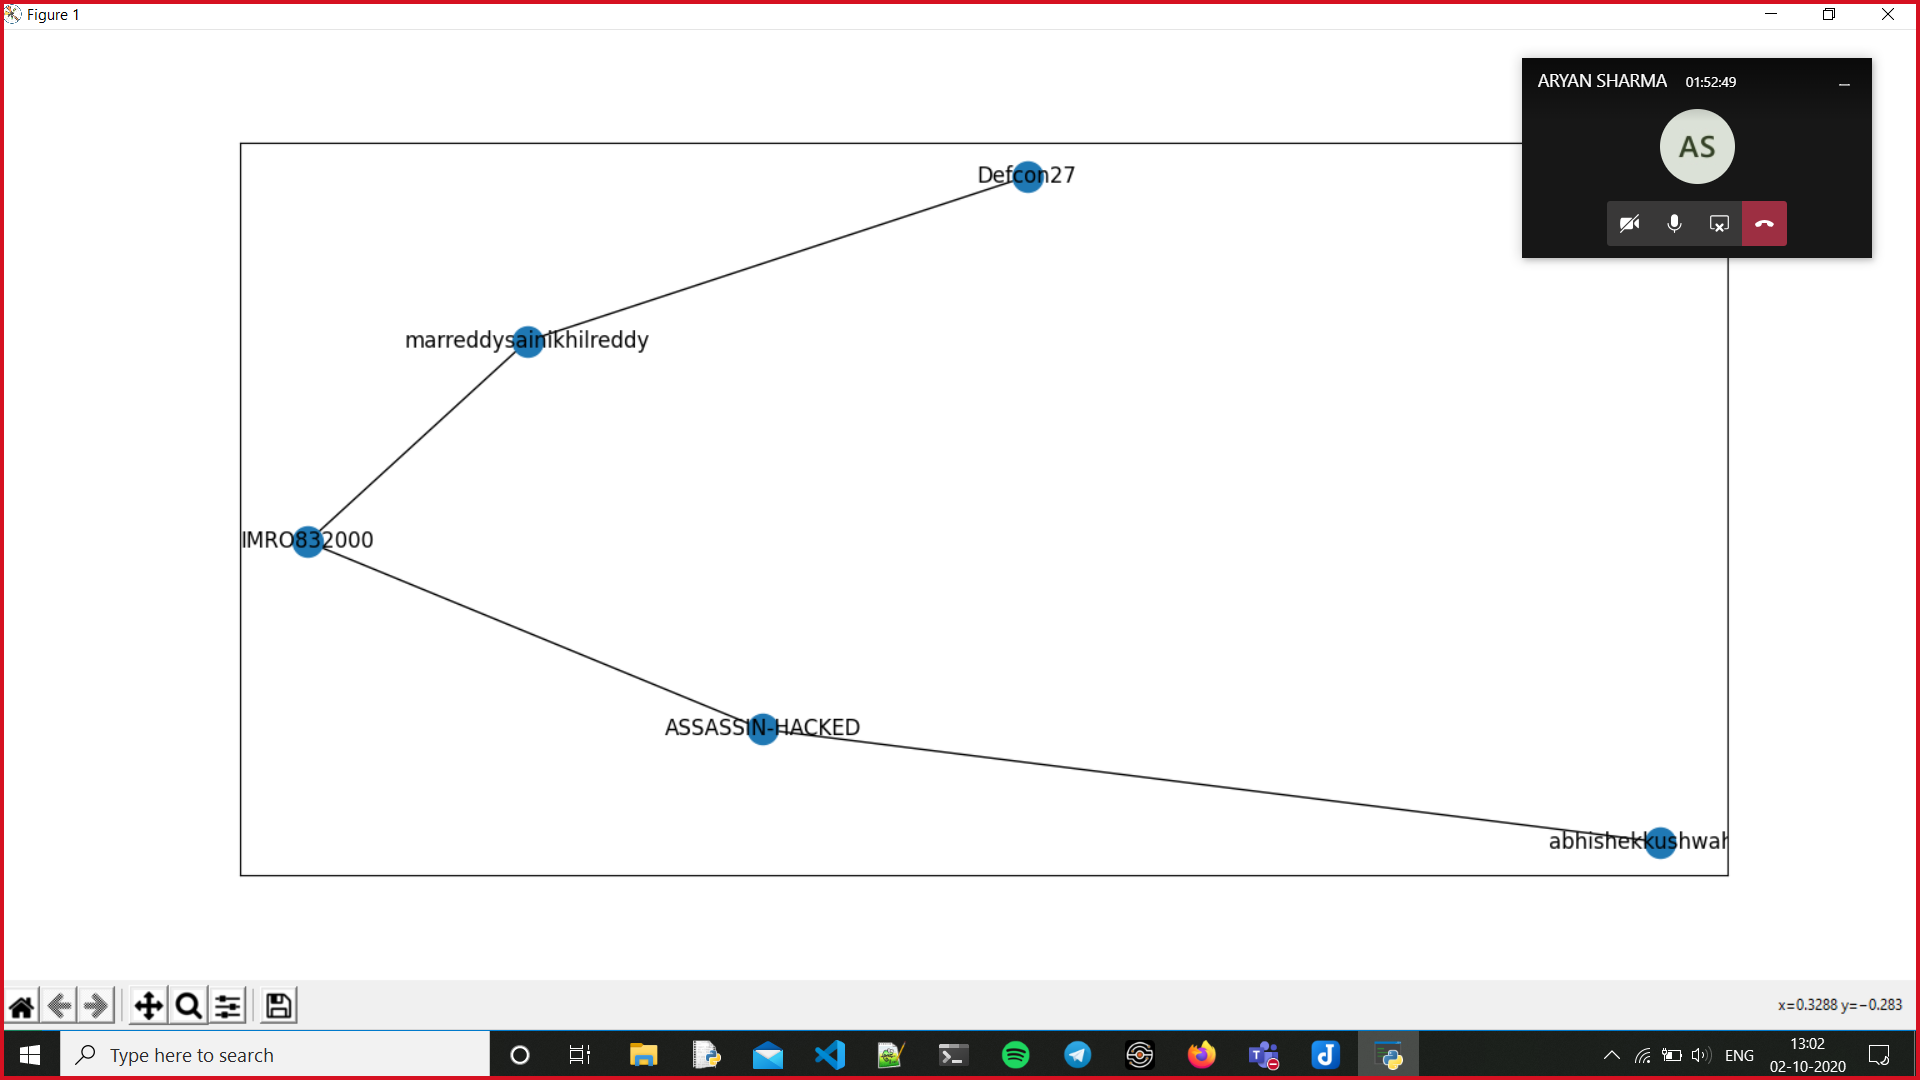 Figure 1
ARYAN SHARMA 01:52:49
AS
Defcon27
marreddysainikhilreddy
IMRO832000
ASSASSIN-HACKED
abhishekkushwah
x=0.3288 y=−0.283
Type here to search
ENG
13:02
02-10-2020